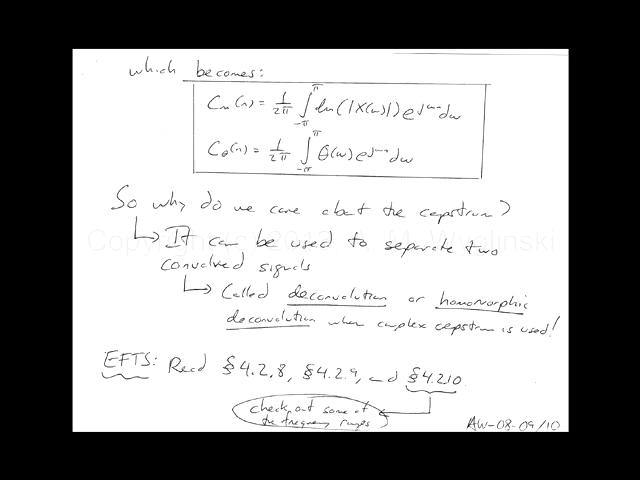 which becomes:
Cm(n) = 1/2π ∫_{-π}^{π} ln(|X(ω)|) e^{jωn} dω
Cθ(n) = 1/2π ∫_{-π}^{π} θ(ω) e^{jωn} dω
So why do we care about the cepstrum?
↳ It can be used to separate two
convolved signals
↳ Called deconvolution or homomorphic
deconvolution when complex cepstrum is used!
EFTS: Read §4.2.8, §4.2.9, and §4.2.10
check out some of
the frequency ranges
AW-08-09/10